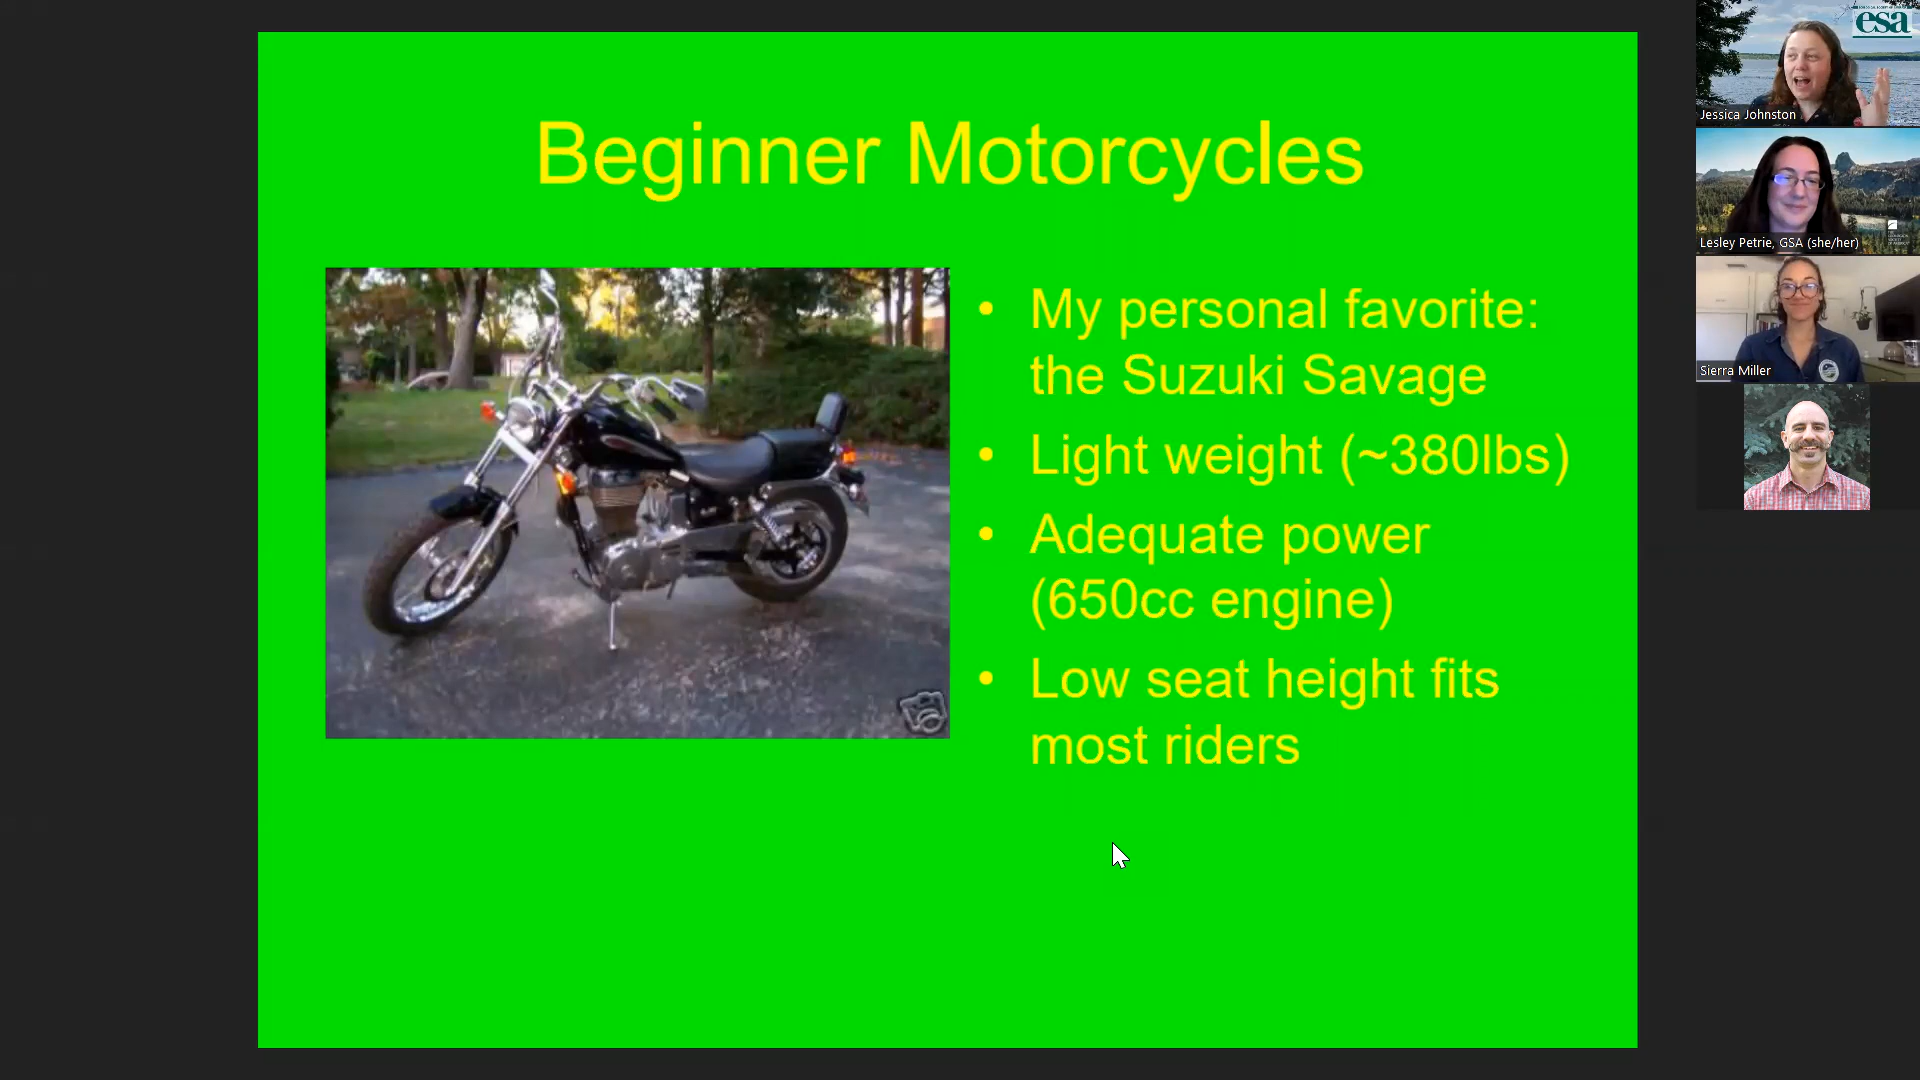 Beginner Motorcycles
• My personal favorite:
the Suzuki Savage
• Light weight (~380lbs)
• Adequate power
(650cc engine)
• Low seat height fits
most riders
esa
Jessica Johnston
Lesley Petrie, GSA (she/her)
Sierra Miller